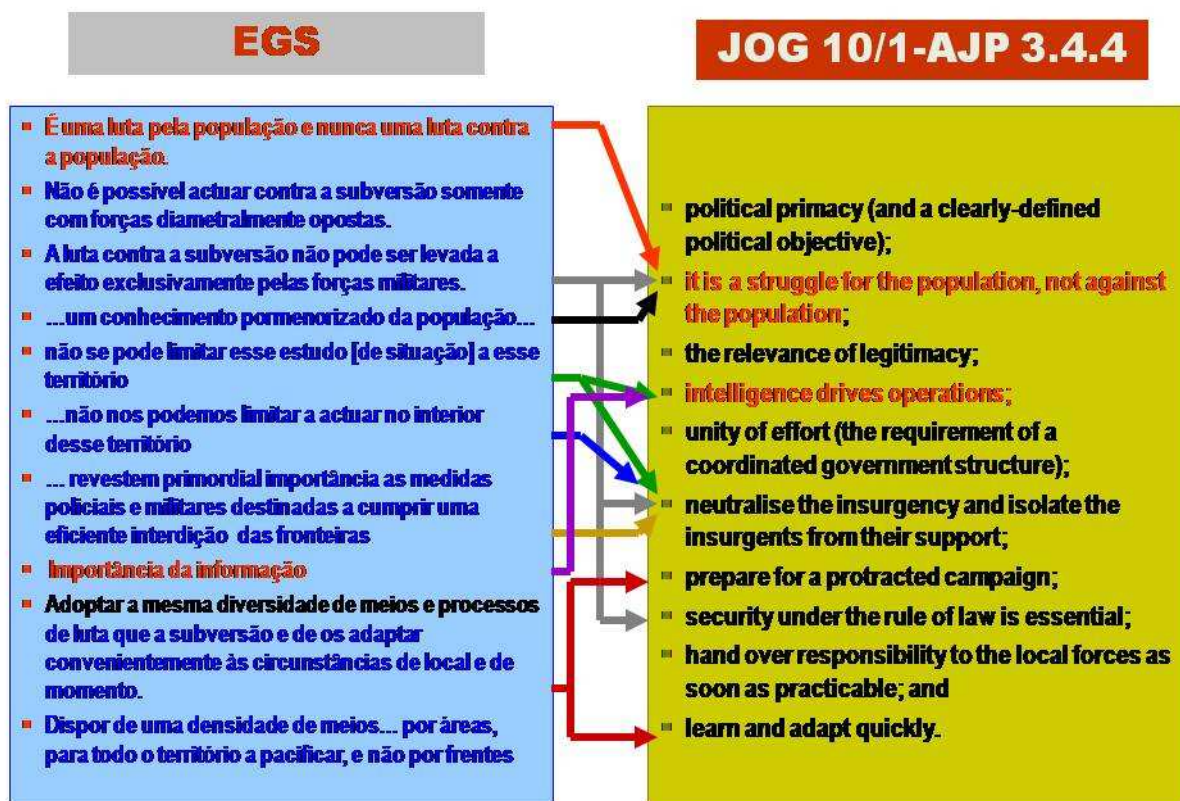 EGS
É uma luta pela população e nunca uma luta contra
a população.
Não é possível actuar contra a subversão somente
com forças diametralmente opostas.
A luta contra a subversão não pode ser levada a
efeito exclusivamente pelas forças militares.
...um conhecimento pormenorizado da população...
não se pode limitar esse estudo [de situação] a esse
território
...não nos podemos limitar a actuar no interior
desse território
... revestem primordial importância as medidas
policiais e militares destinadas a cumprir uma
eficiente interdição das fronteiras
Importância da informação
Adoptar a mesma diversidade de meios e processos
de luta que a subversão e de os adaptar
convenientemente às circunstâncias de local e de
momento.
Dispor de uma densidade de meios... por áreas,
para todo o território a pacificar, e não por frentes
JOG 10/1-AJP 3.4.4
political primacy (and a clearly-defined
political objective);
it is a struggle for the population, not against
the population;
the relevance of legitimacy;
intelligence drives operations;
unity of effort (the requirement of a
coordinated government structure);
neutralise the insurgency and isolate the
insurgents from their support;
prepare for a protracted campaign;
security under the rule of law is essential;
hand over responsibility to the local forces as
soon as practicable; and
learn and adapt quickly.